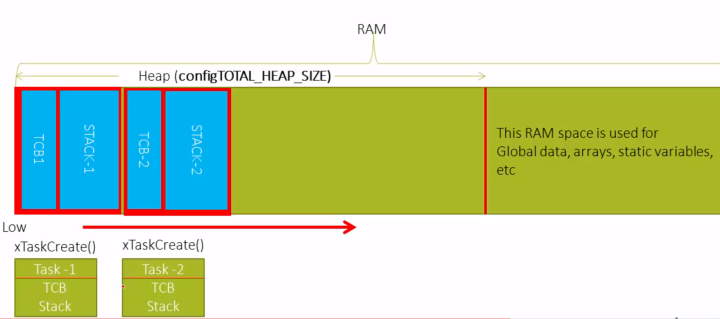 RAM
Heap (configTOTAL_HEAP_SIZE)
TCB1
STACK-1
TCB-2
STACK-2
This RAM space is used for
Global data, arrays, static variables,
etc
Low
xTaskCreate()
xTaskCreate()
Task -1
TCB
Stack
Task -2
TCB
Stack